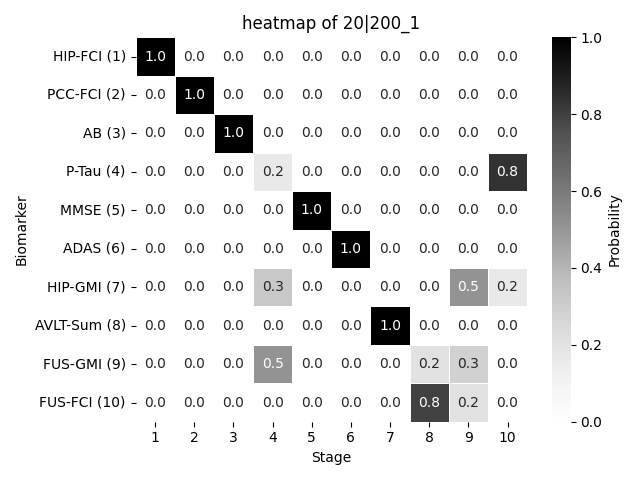 heatmap of 20|200_1
HIP-FCI (1) 1.0 0.0 0.0 0.0 0.0 0.0 0.0 0.0 0.0 0.0
PCC-FCI (2) 0.0 1.0 0.0 0.0 0.0 0.0 0.0 0.0 0.0 0.0
AB (3) 0.0 0.0 1.0 0.0 0.0 0.0 0.0 0.0 0.0 0.0
P-Tau (4) 0.0 0.0 0.0 0.2 0.0 0.0 0.0 0.0 0.0 0.8
MMSE (5) 0.0 0.0 0.0 0.0 1.0 0.0 0.0 0.0 0.0 0.0
ADAS (6) 0.0 0.0 0.0 0.0 0.0 1.0 0.0 0.0 0.0 0.0
HIP-GMI (7) 0.0 0.0 0.0 0.3 0.0 0.0 0.0 0.0 0.5 0.2
AVLT-Sum (8) 0.0 0.0 0.0 0.0 0.0 0.0 1.0 0.0 0.0 0.0
FUS-GMI (9) 0.0 0.0 0.0 0.5 0.0 0.0 0.0 0.2 0.3 0.0
FUS-FCI (10) 0.0 0.0 0.0 0.0 0.0 0.0 0.0 0.8 0.2 0.0
1 2 3 4 5 6 7 8 9 10
Stage
Biomarker
1.0
0.8
0.6
0.4
0.2
0.0
Probability